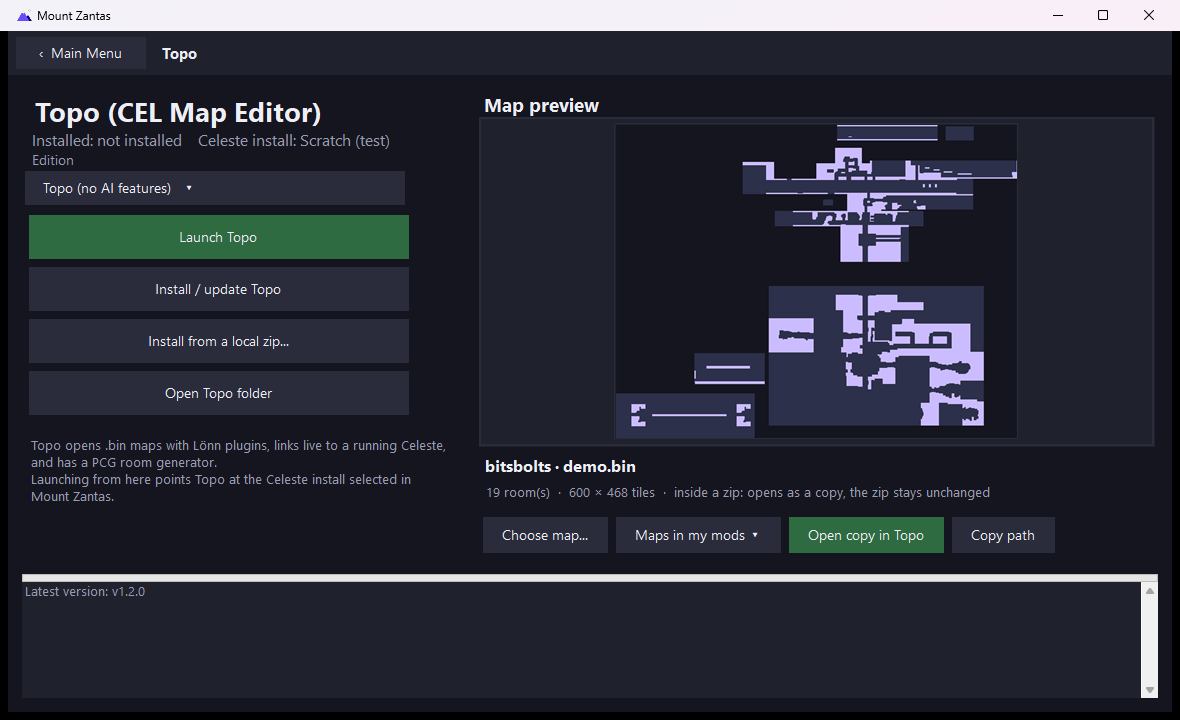 Mount Zantas
‹ Main Menu
Topo
Topo (CEL Map Editor)
Installed: not installed Celeste install: Scratch (test)
Edition
Topo (no AI features) ▾
Launch Topo
Install / update Topo
Install from a local zip...
Open Topo folder
Topo opens .bin maps with Lönn plugins, links live to a running Celeste,
and has a PCG room generator.
Launching from here points Topo at the Celeste install selected in
Mount Zantas.
Map preview
bitsbolts · demo.bin
19 room(s) · 600 × 468 tiles · inside a zip: opens as a copy, the zip stays unchanged
Choose map...
Maps in my mods ▾
Open copy in Topo
Copy path
Latest version: v1.2.0